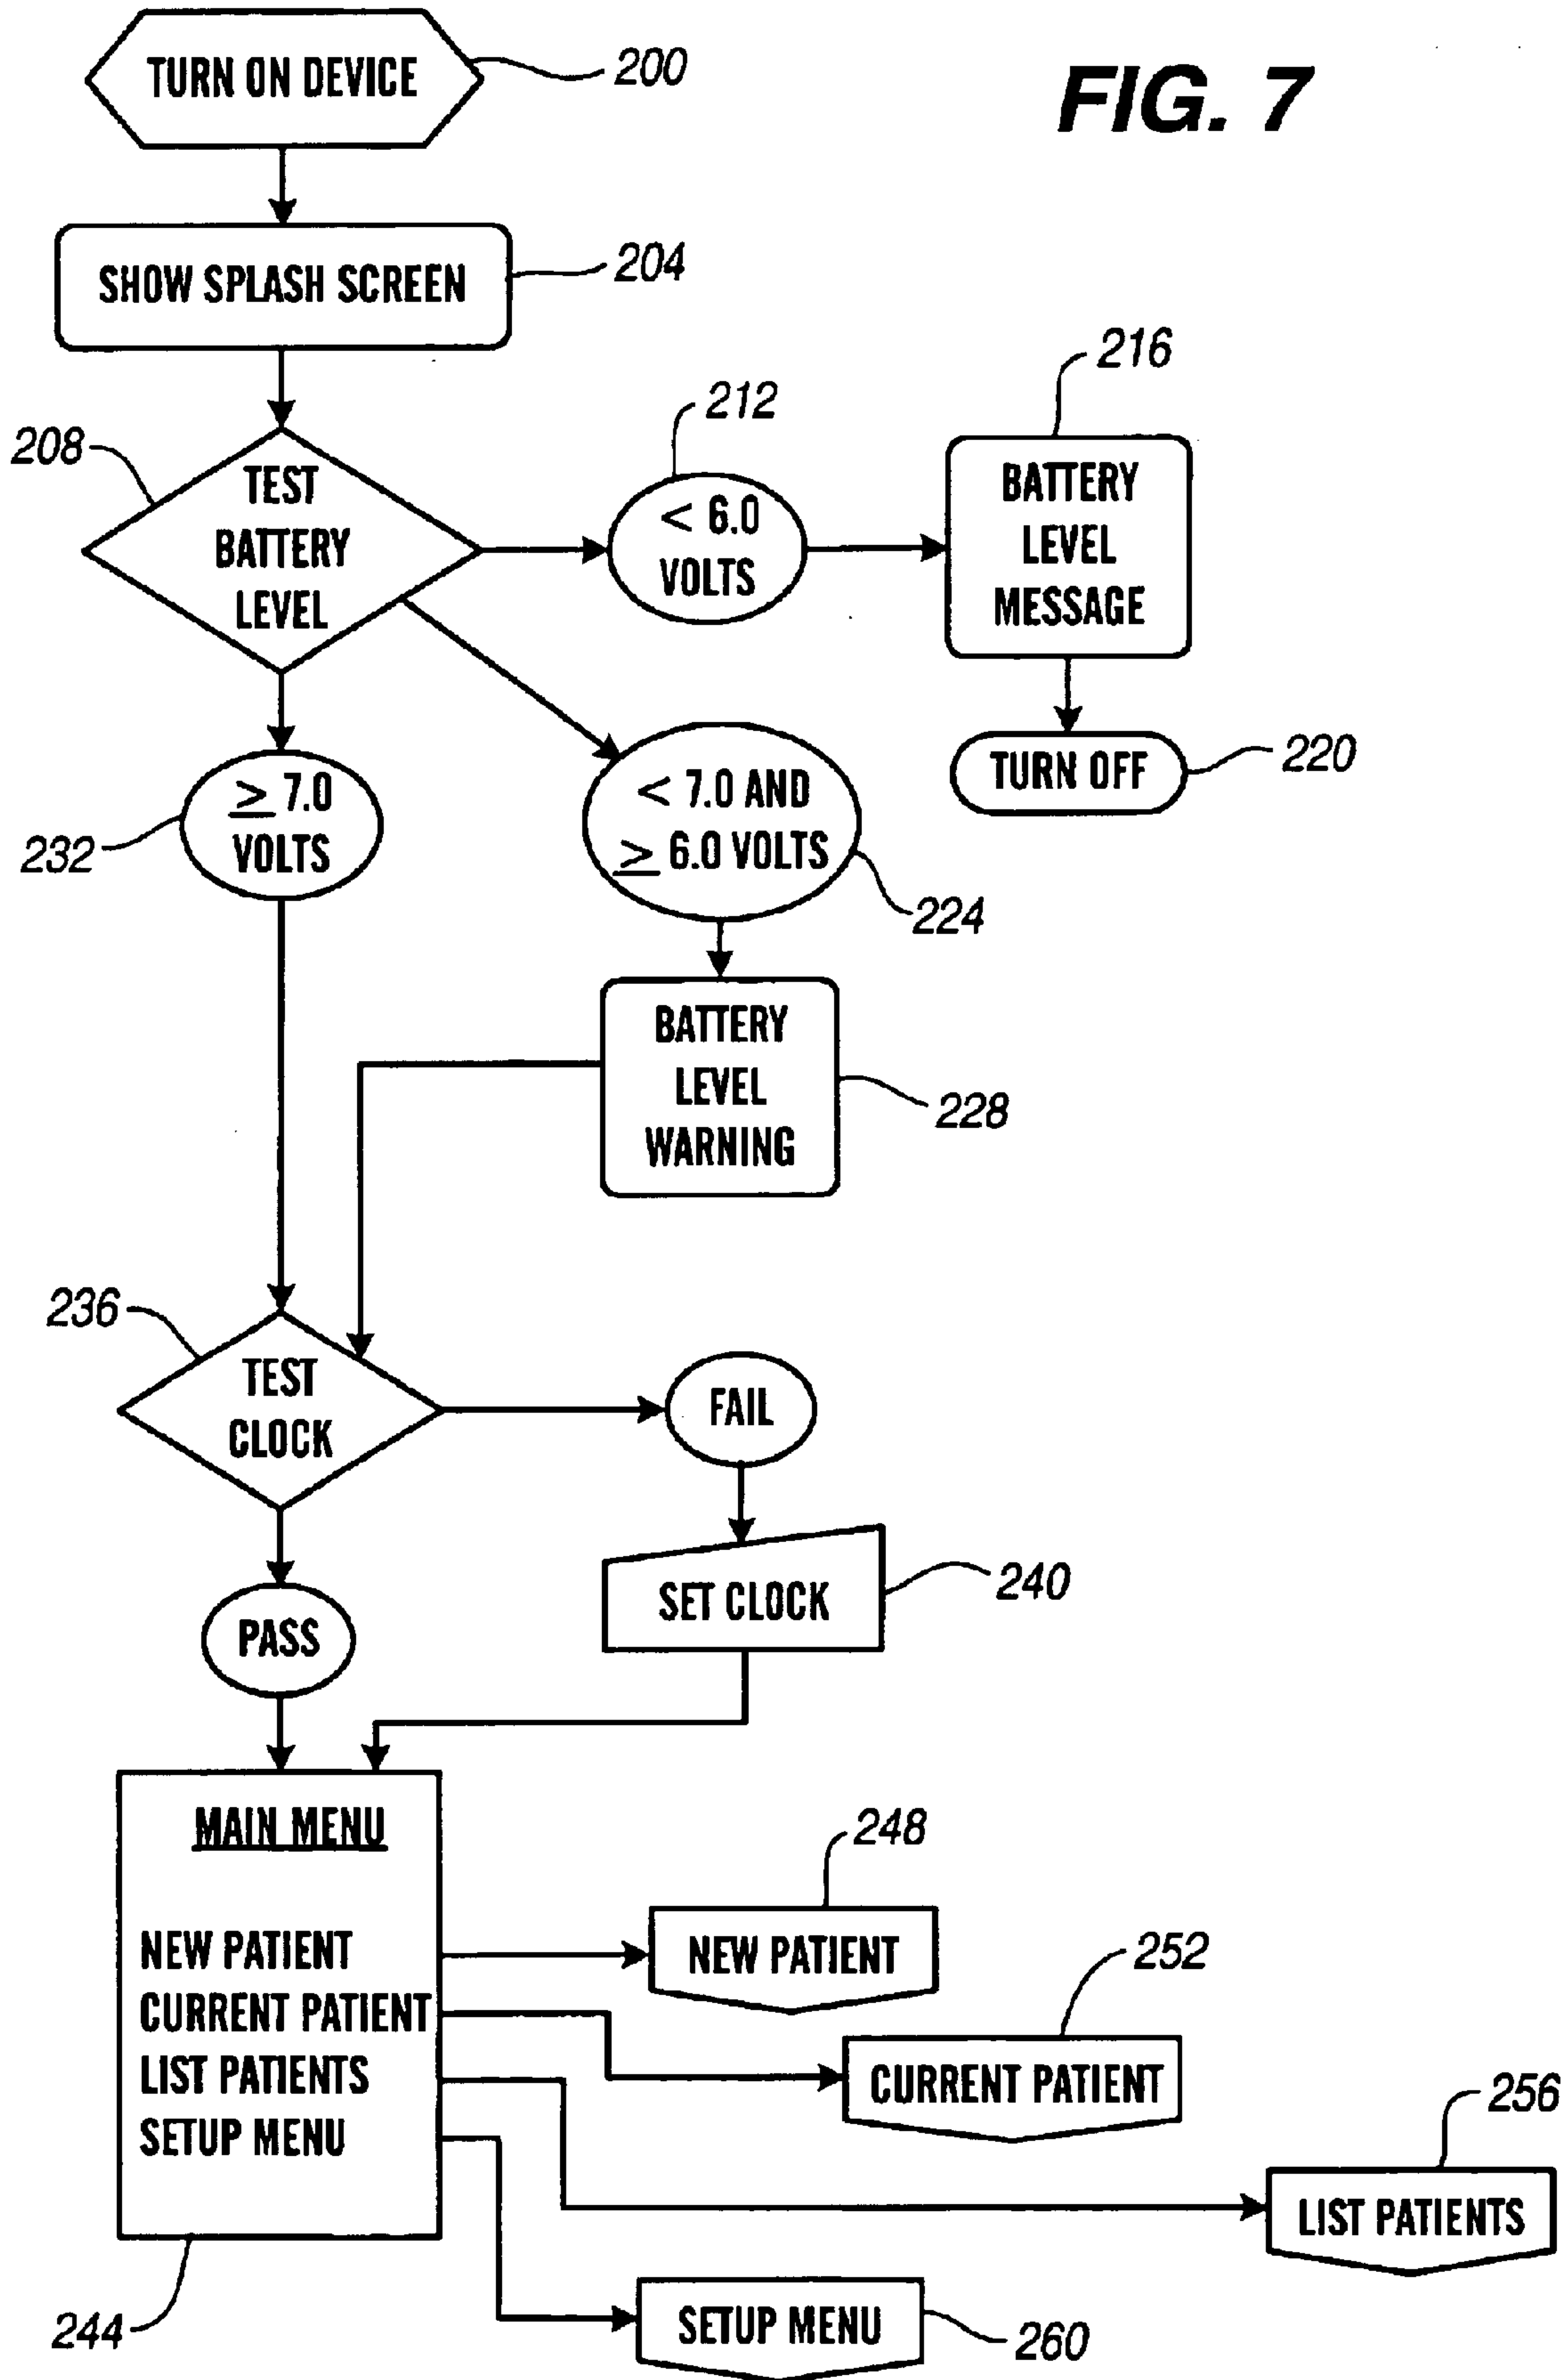 FIG. 7
TURN ON DEVICE
200
SHOW SPLASH SCREEN
204
208
TEST
BATTERY
LEVEL
212
< 6.0
VOLTS
216
BATTERY
LEVEL
MESSAGE
TURN OFF
220
≥ 7.0
VOLTS
232
< 7.0 AND
≥ 6.0 VOLTS
224
BATTERY
LEVEL
WARNING
228
236
TEST
CLOCK
FAIL
SET CLOCK
240
PASS
MAIN MENU
NEW PATIENT
CURRENT PATIENT
LIST PATIENTS
SETUP MENU
244
248
NEW PATIENT
252
CURRENT PATIENT
256
LIST PATIENTS
SETUP MENU
260